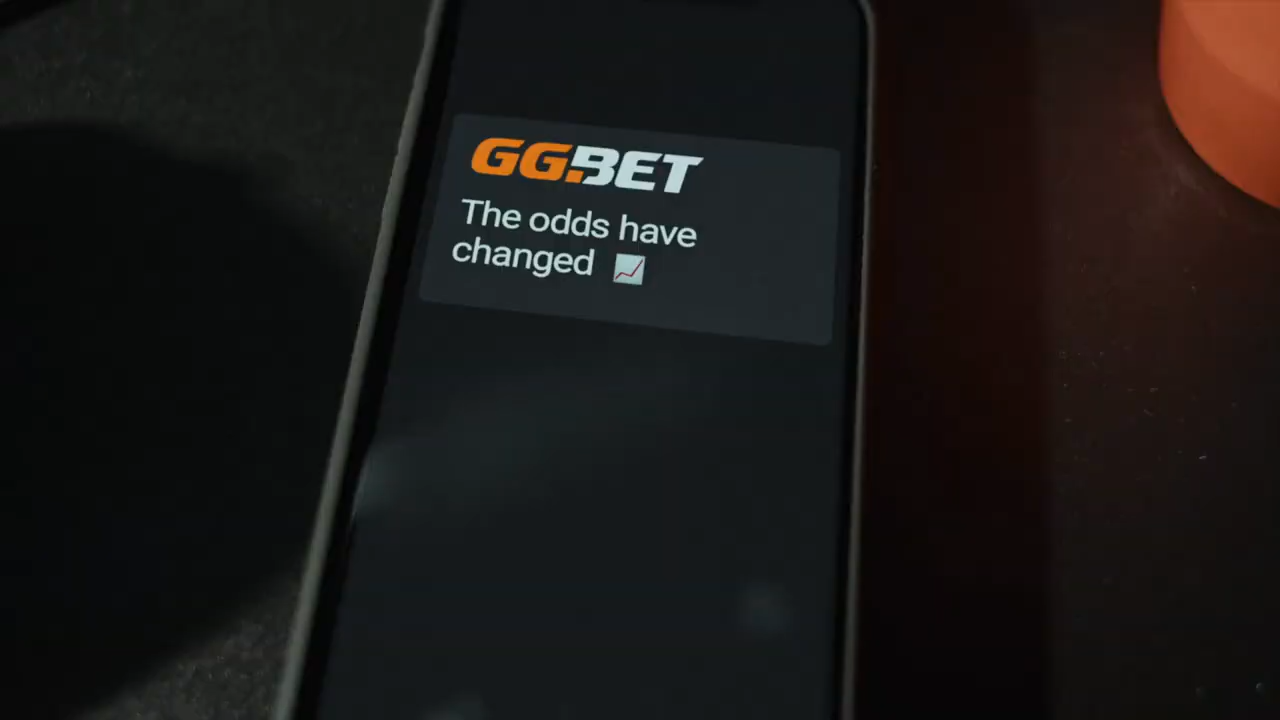 GG.BET
The odds have
changed 📈